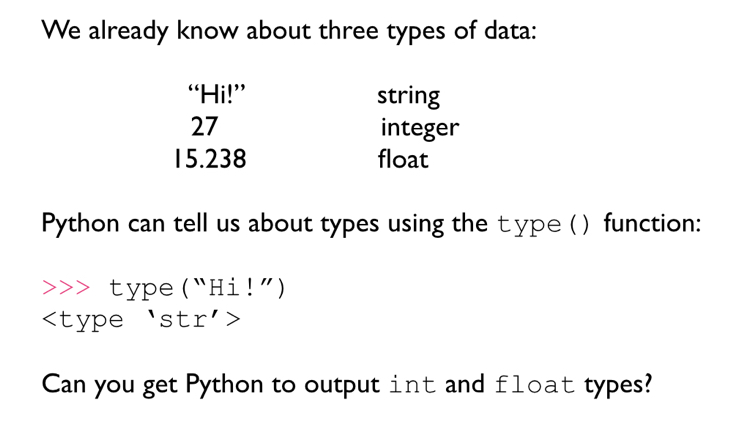 We already know about three types of data:
“Hi!” string
27 integer
15.238 float
Python can tell us about types using the type() function:
>>> type(“Hi!”)
<type ‘str’>
Can you get Python to output int and float types?